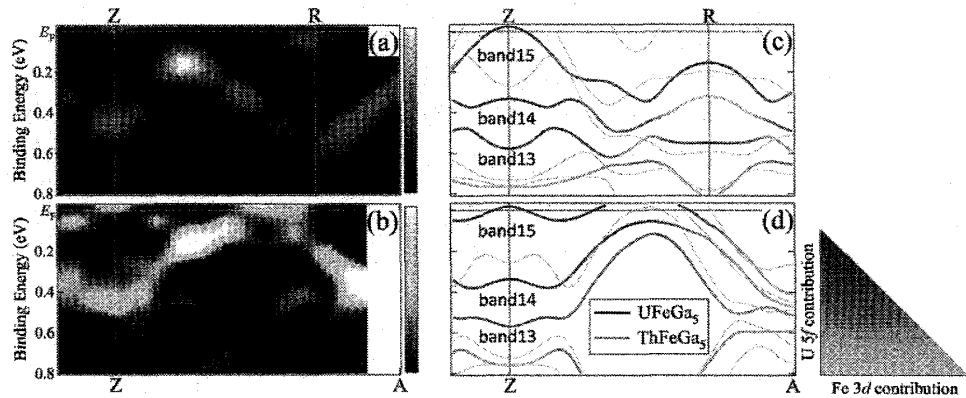 Z R Z R
E_F
0.2
0.4
0.6
0.8
Binding Energy (eV)
(a)
(c)
band15
band14
band13
E_F
0.2
0.4
0.6
0.8
Binding Energy (eV)
(b)
(d)
band15
band14
band13
UFeGa₅
ThFeGa₅
Z A Z A
U 5f contribution
Fe 3d contribution